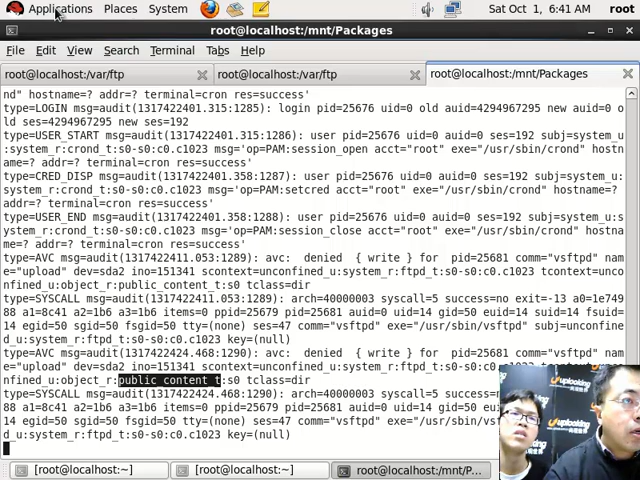 Applications Places System Sat Oct 1, 6:41 AM root
root@localhost:/mnt/Packages
File Edit View Search Terminal Tabs Help
root@localhost:/var/ftp root@localhost:/var/ftp root@localhost:/mnt/Packages
nd" hostname=? addr=? terminal=cron res=success'
type=LOGIN msg=audit(1317422401.315:1285): login pid=25676 uid=0 old auid=4294967295 new auid=0 o
ld ses=4294967295 new ses=192
type=USER_START msg=audit(1317422401.315:1286): user pid=25676 uid=0 auid=0 ses=192 subj=system_u
:system_r:crond_t:s0-s0:c0.c1023 msg='op=PAM:session_open acct="root" exe="/usr/sbin/crond" hostn
ame=? addr=? terminal=cron res=success'
type=CRED_DISP msg=audit(1317422401.358:1287): user pid=25676 uid=0 auid=0 ses=192 subj=system_u:
system_r:crond_t:s0-s0:c0.c1023 msg='op=PAM:setcred acct="root" exe="/usr/sbin/crond" hostname=?
addr=? terminal=cron res=success'
type=USER_END msg=audit(1317422401.358:1288): user pid=25676 uid=0 auid=0 ses=192 subj=system_u:s
ystem_r:crond_t:s0-s0:c0.c1023 msg='op=PAM:session_close acct="root" exe="/usr/sbin/crond" hostna
me=? addr=? terminal=cron res=success'
type=AVC msg=audit(1317422411.053:1289): avc: denied { write } for pid=25681 comm="vsftpd" nam
e="upload" dev=sda2 ino=151341 scontext=unconfined_u:system_r:ftpd_t:s0-s0:c0.c1023 tcontext=unco
nfined_u:object_r:public_content_t:s0 tclass=dir
type=SYSCALL msg=audit(1317422411.053:1289): arch=40000003 syscall=5 success=no exit=-13 a0=1e749
88 a1=8c41 a2=1b6 a3=1b6 items=0 ppid=25679 pid=25681 auid=0 uid=14 gid=50 euid=14 suid=14 fsuid=
14 egid=50 sgid=50 fsgid=50 tty=(none) ses=47 comm="vsftpd" exe="/usr/sbin/vsftpd" subj=unconfine
d_u:system_r:ftpd_t:s0-s0:c0.c1023 key=(null)
type=AVC msg=audit(1317422424.468:1290): avc: denied { write } for pid=25681 comm="vsftpd" nam
e="upload" dev=sda2 ino=151341 scontext=unconfined_u:system_r:ftpd_t:s0-s0:c0
nfined_u:object_r:public_content_t:s0 tclass=dir
type=SYSCALL msg=audit(1317422424.468:1290): arch=40000003 syscall=5 success=n
88 a1=8c41 a2=1b6 a3=1b6 items=0 ppid=25679 pid=25681 auid=0 uid=14 gid=5
14 egid=50 sgid=50 fsgid=50 tty=(none) ses=47 comm="vsftpd" exe="/usr/sbi
d_u:system_r:ftpd_t:s0-s0:c0.c1023 key=(null)
uplooking
[root@localhost:~] [root@localhost:~] root@localhost:/mnt/P...